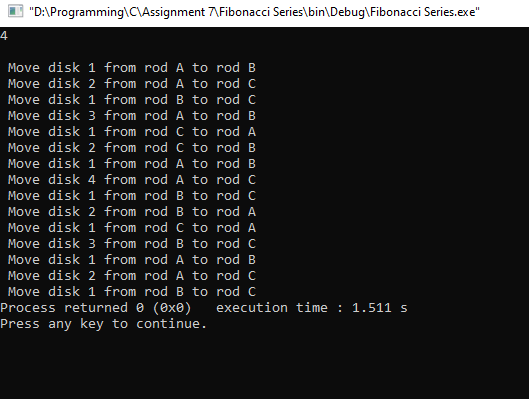 "D:\Programming\C\Assignment 7\Fibonacci Series\bin\Debug\Fibonacci Series.exe"
4
Move disk 1 from rod A to rod B
Move disk 2 from rod A to rod C
Move disk 1 from rod B to rod C
Move disk 3 from rod A to rod B
Move disk 1 from rod C to rod A
Move disk 2 from rod C to rod B
Move disk 1 from rod A to rod B
Move disk 4 from rod A to rod C
Move disk 1 from rod B to rod C
Move disk 2 from rod B to rod A
Move disk 1 from rod C to rod A
Move disk 3 from rod B to rod C
Move disk 1 from rod A to rod B
Move disk 2 from rod A to rod C
Move disk 1 from rod B to rod C
Process returned 0 (0x0)   execution time : 1.511 s
Press any key to continue.